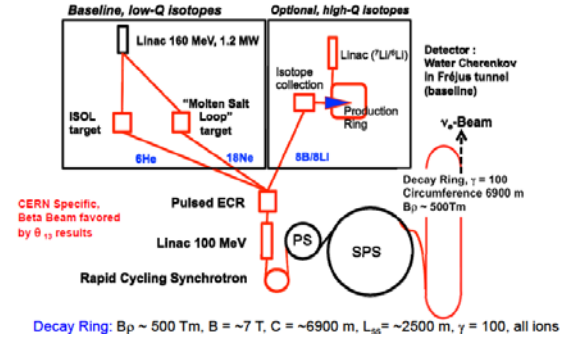 Baseline, low-Q isotopes
Optional, high-Q isotopes
Linac 160 MeV, 1.2 MW
Linac (⁷Li/⁶Li)
Isotope
collection
Production
Ring
ISOL
target
"Molten Salt
Loop"
target
6He
18Ne
8B/8Li
Detector :
Water Cherenkov
in Fréjus tunnel
(baseline)
νₑ-Beam
Decay Ring, γ = 100
Circumference 6900 m
Bρ ~ 500Tm
CERN Specific,
Beta Beam favored
by θ₁₃ results
Pulsed ECR
Linac 100 MeV
Rapid Cycling Synchrotron
PS
SPS
Decay Ring: Bρ ~ 500 Tm, B = ~7 T, C = ~6900 m, Lₛₛ= ~2500 m, γ = 100, all ions